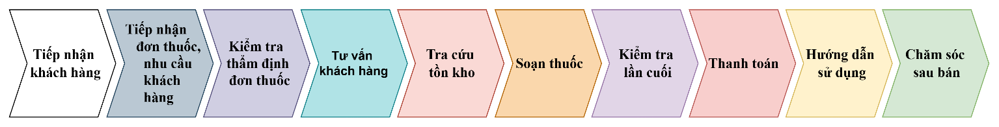 Tiếp nhận
khách hàng
Tiếp nhận
đơn thuốc,
nhu cầu
khách
hàng
Kiểm tra
thẩm định
đơn thuốc
Tư vấn
khách hàng
Tra cứu
tồn kho
Soạn thuốc
Kiểm tra
lần cuối
Thanh toán
Hướng dẫn
sử dụng
Chăm sóc
sau bán